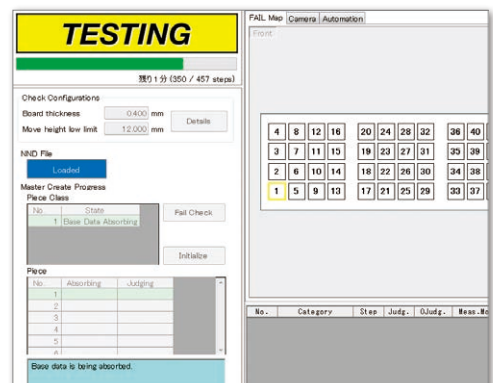 TESTING
残り 1 分 (350 / 457 steps)
Check Configurations
Board thickness 0.400 mm
Move height low limit 12.000 mm
Details
NND File
Loaded
Master Create Progress
Piece Class
No. State
1 Base Data Absorbing
Fail Check
Initialize
Piece
No. Absorbing Judging
1
2
3
4
5
Base data is being absorbed.
FAIL Map Camera Automation
Front
4 8 12 16 20 24 28 32 36 40
3 7 11 15 19 23 27 31 35 39
2 6 10 14 18 22 26 30 34 38
1 5 9 13 17 21 25 29 33 37
No. Category Step Judg. OJudg. Meas.Mo